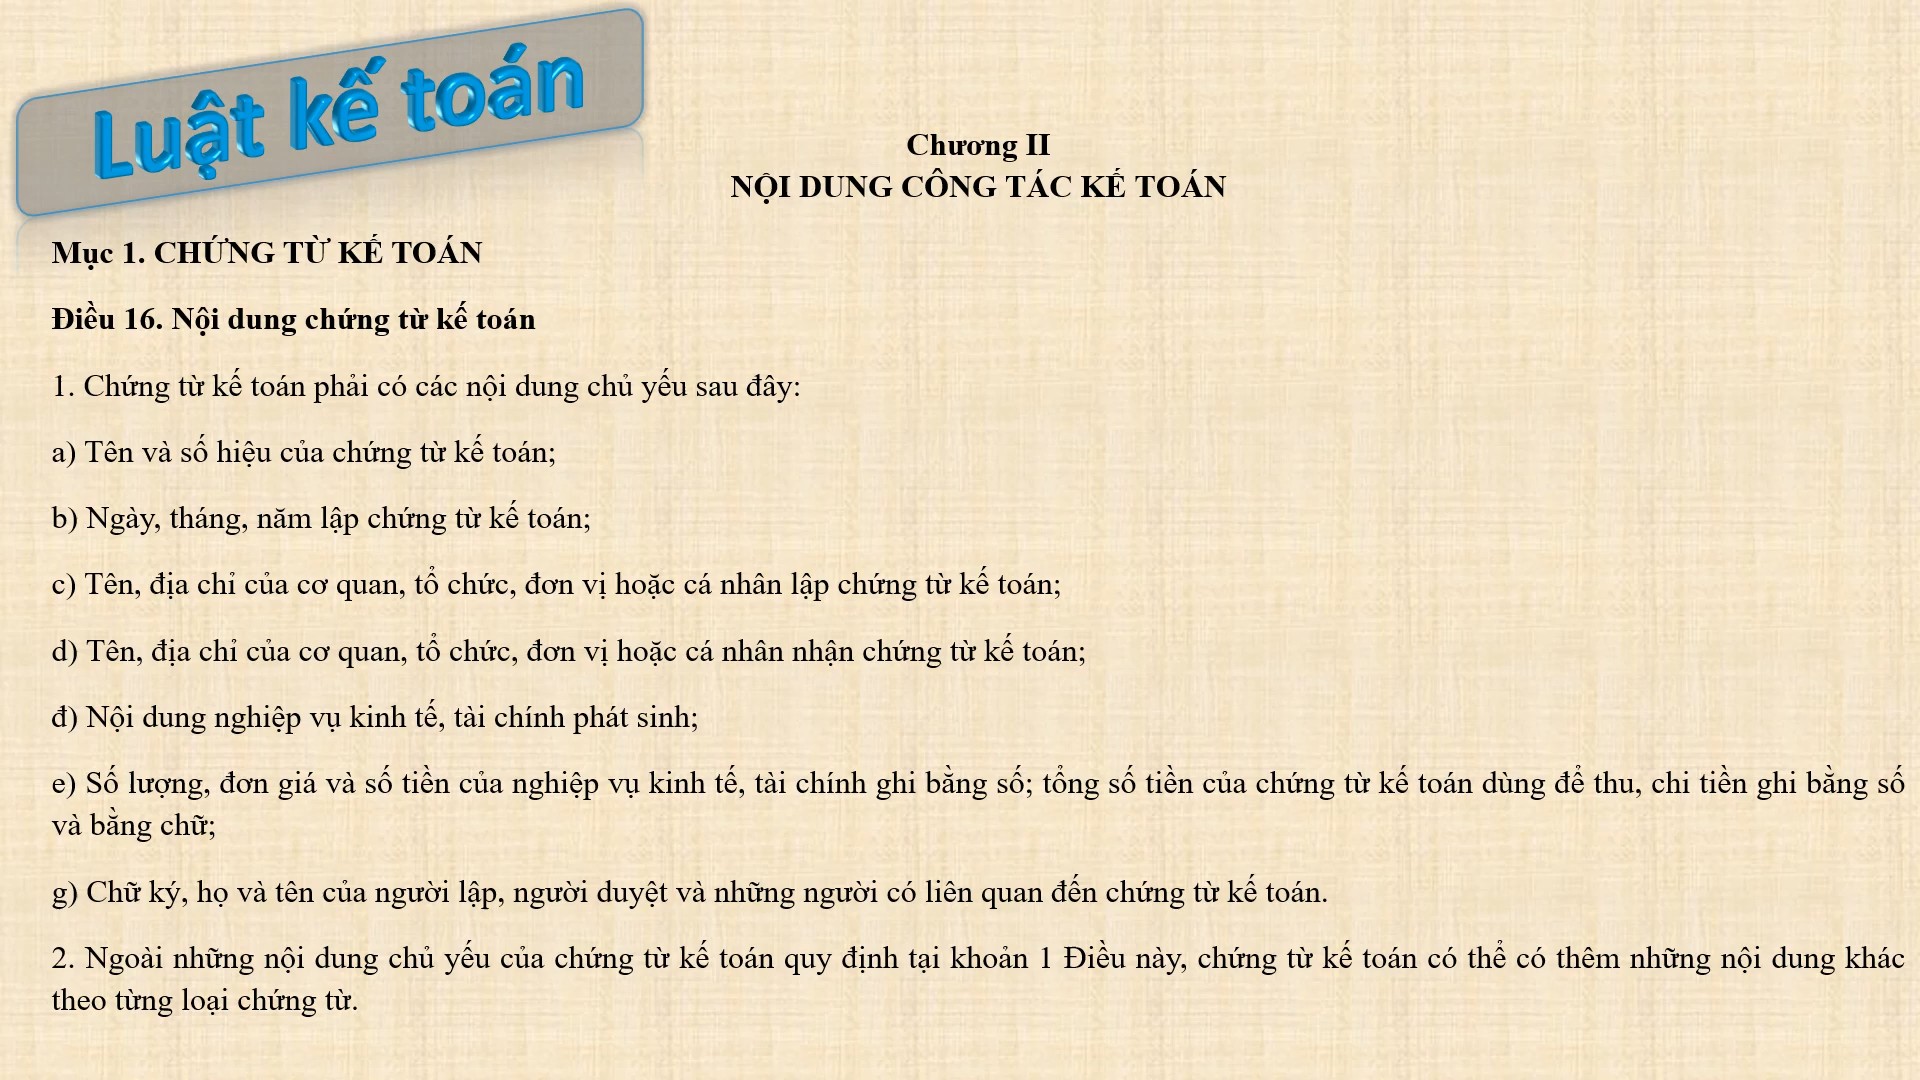 Luật kế toán
Chương II
NỘI DUNG CÔNG TÁC KẾ TOÁN
Mục 1. CHỨNG TỪ KẾ TOÁN
Điều 16. Nội dung chứng từ kế toán
1. Chứng từ kế toán phải có các nội dung chủ yếu sau đây:
a) Tên và số hiệu của chứng từ kế toán;
b) Ngày, tháng, năm lập chứng từ kế toán;
c) Tên, địa chỉ của cơ quan, tổ chức, đơn vị hoặc cá nhân lập chứng từ kế toán;
d) Tên, địa chỉ của cơ quan, tổ chức, đơn vị hoặc cá nhân nhận chứng từ kế toán;
đ) Nội dung nghiệp vụ kinh tế, tài chính phát sinh;
e) Số lượng, đơn giá và số tiền của nghiệp vụ kinh tế, tài chính ghi bằng số; tổng số tiền của chứng từ kế toán dùng để thu, chi tiền ghi bằng số
và bằng chữ;
g) Chữ ký, họ và tên của người lập, người duyệt và những người có liên quan đến chứng từ kế toán.
2. Ngoài những nội dung chủ yếu của chứng từ kế toán quy định tại khoản 1 Điều này, chứng từ kế toán có thể có thêm những nội dung khác
theo từng loại chứng từ.